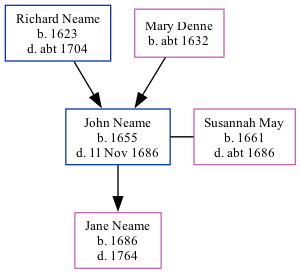 Richard Neame
b. 1623
d. abt 1704
Mary Denne
b. abt 1632
John Neame
b. 1655
d. 11 Nov 1686
Susannah May
b. 1661
d. abt 1686
Jane Neame
b. 1686
d. 1764